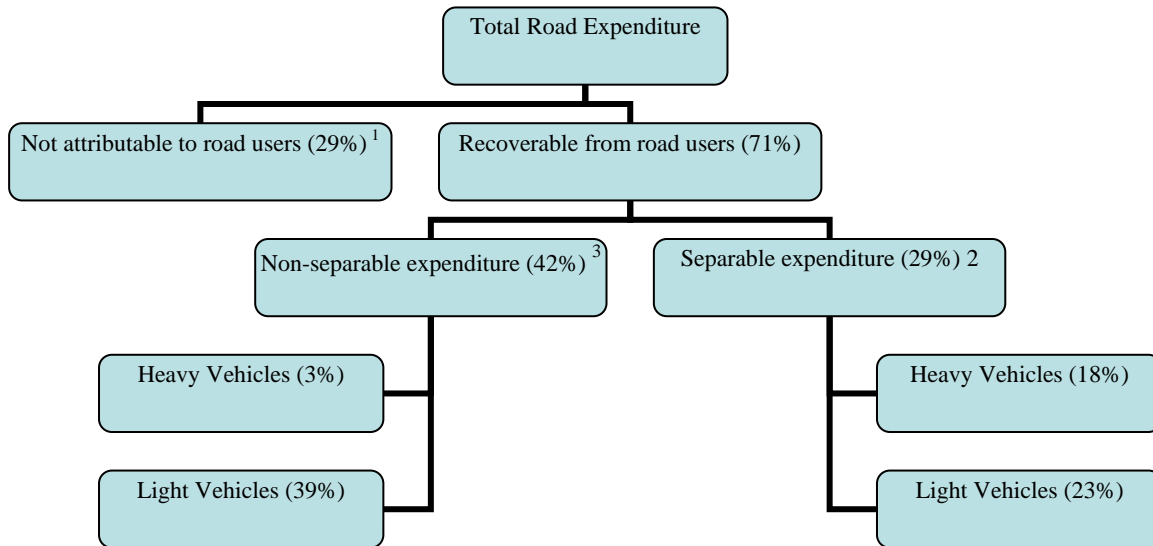 Total Road Expenditure
Not attributable to road users (29%) 1
Recoverable from road users (71%)
Non-separable expenditure (42%) 3
Separable expenditure (29%) 2
Heavy Vehicles (3%)
Heavy Vehicles (18%)
Light Vehicles (39%)
Light Vehicles (23%)